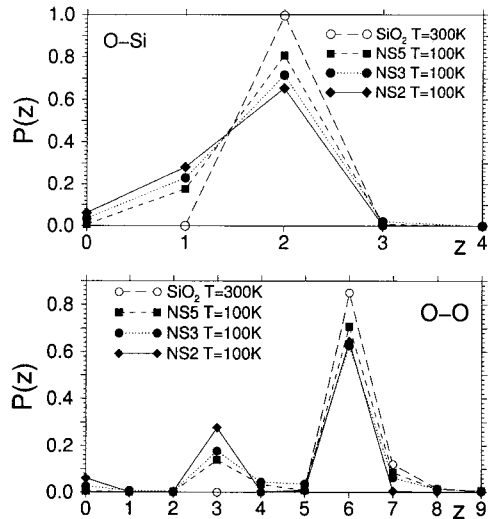 O–Si
SiO2 T=300K
NS5 T=100K
NS3 T=100K
NS2 T=100K
P(z)
1.0
0.8
0.6
0.4
0.2
0.0
0 1 2 3 z 4
SiO2 T=300K
NS5 T=100K
NS3 T=100K
NS2 T=100K
O–O
P(z)
0.8
0.6
0.4
0.2
0.0
0 1 2 3 4 5 6 7 8 z 9